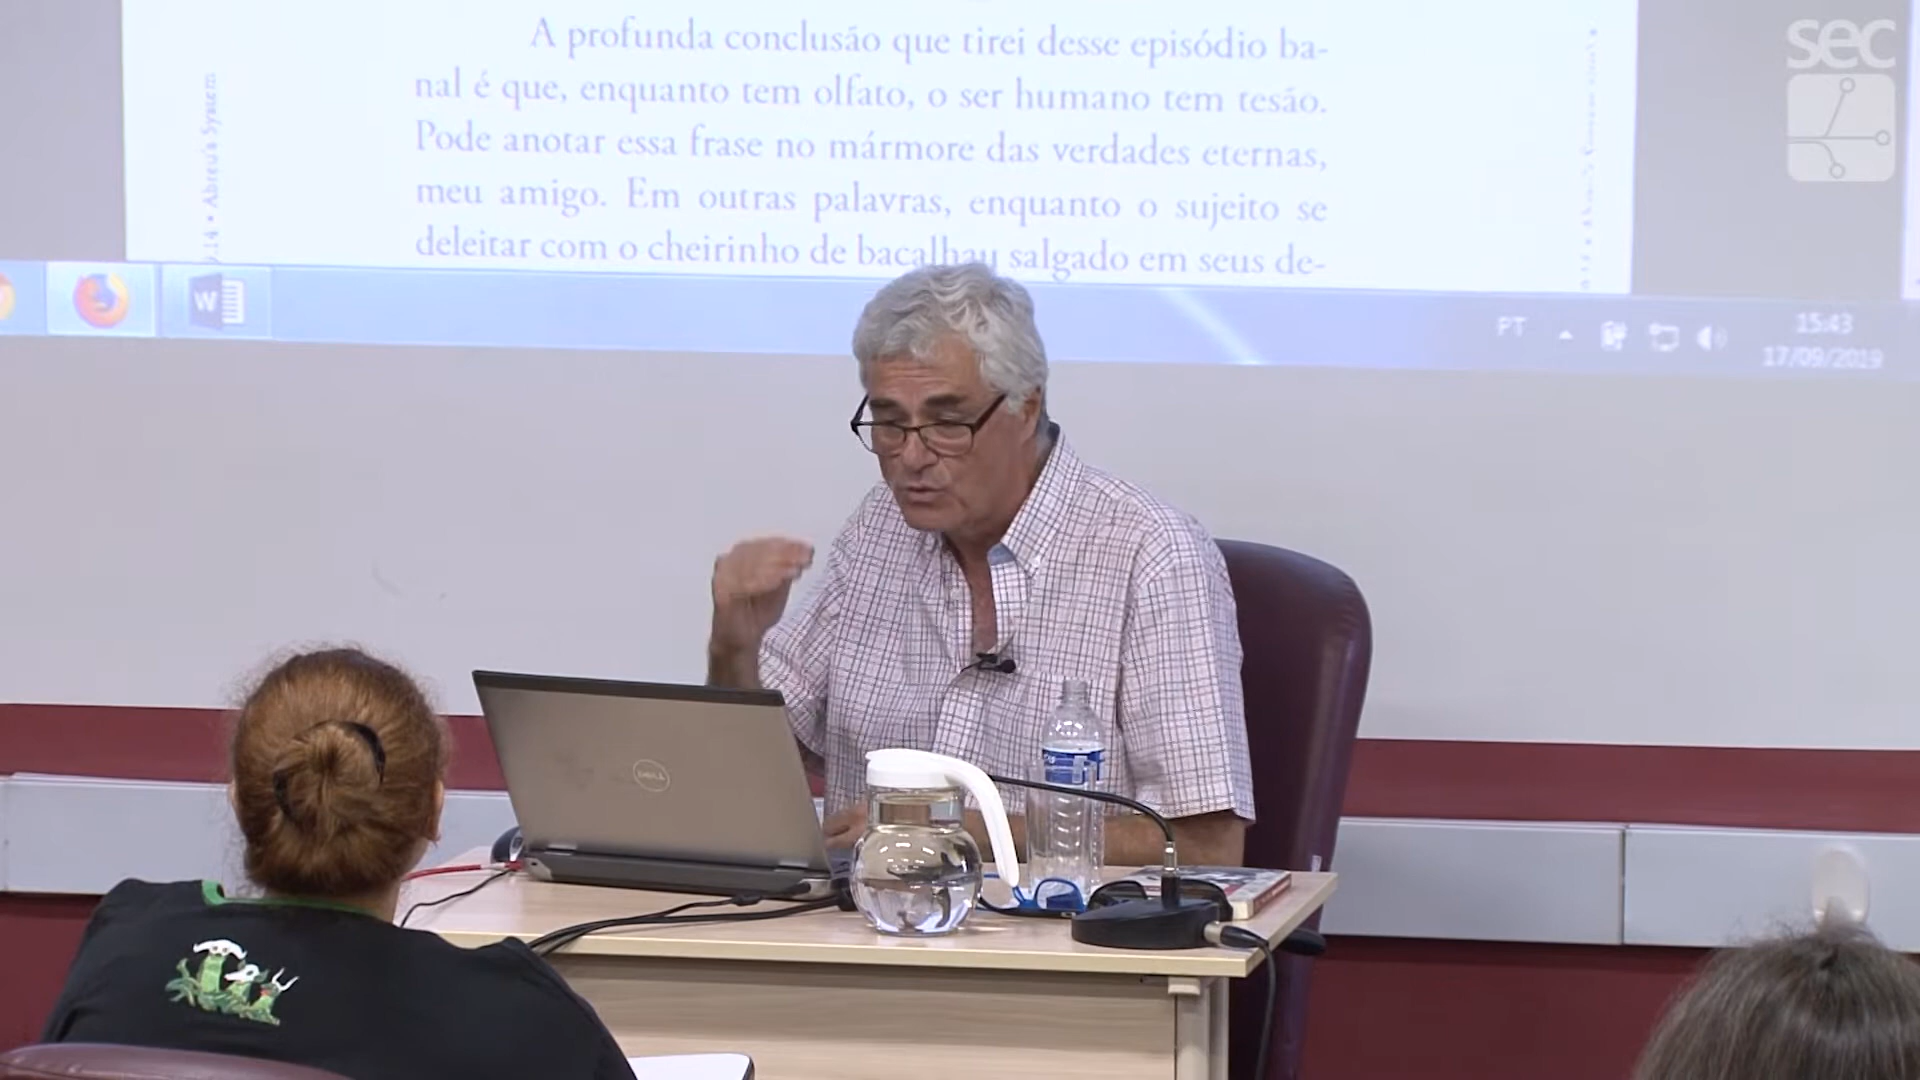 sec
A profunda conclusão que tirei desse episódio ba-
nal é que, enquanto tem olfato, o ser humano tem tesão.
Pode anotar essa frase no mármore das verdades eternas,
meu amigo. Em outras palavras, enquanto o sujeito se
deleitar com o cheirinho de bacalhau salgado em seus de-
Abreu's System
W
PT
15:43
17/09/2019
DELL